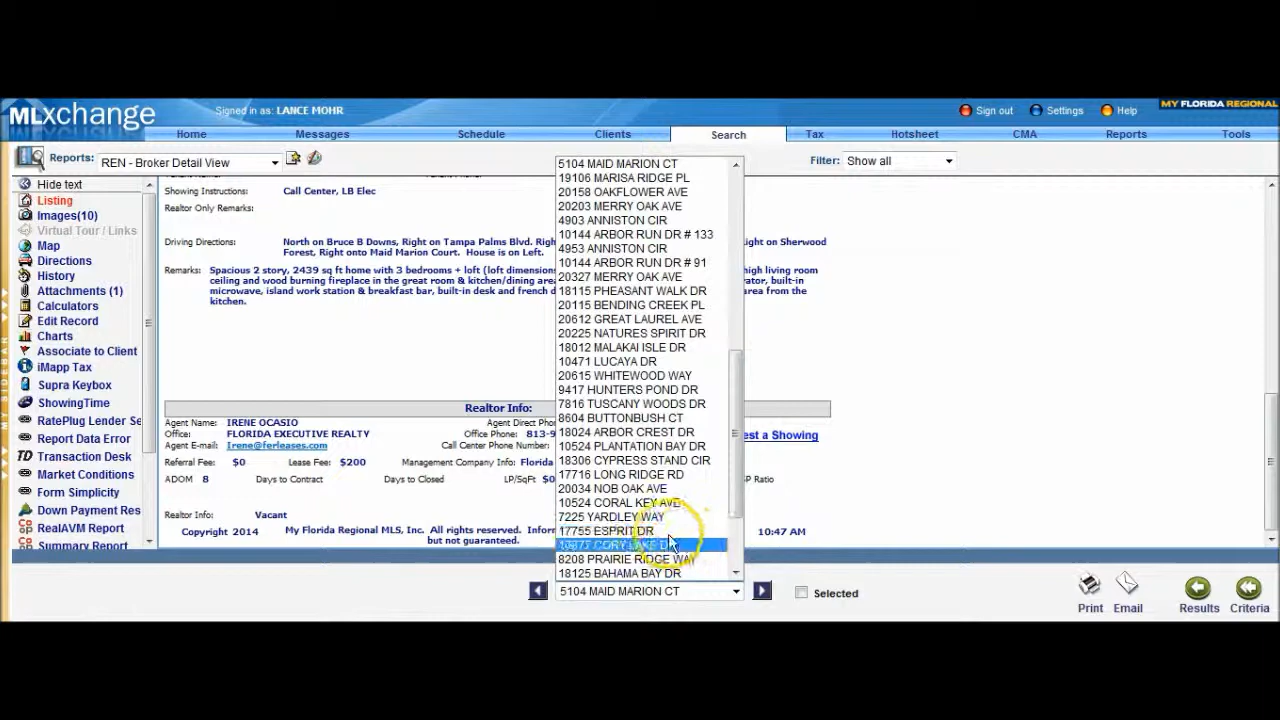 MLxchange
Signed in as: LANCE MOHR
Sign out
Settings
Help
MY FLORIDA REGIONAL
Home
Messages
Schedule
Clients
Search
Tax
Hotsheet
CMA
Reports
Tools
Reports: REN - Broker Detail View
Filter: Show all
Hide text
Listing
Images(10)
Virtual Tour / Links
Map
Directions
History
Attachments (1)
Calculators
Edit Record
Charts
Associate to Client
iMapp Tax
Supra Keybox
ShowingTime
RatePlug Lender Se
Report Data Error
Transaction Desk
Market Conditions
Form Simplicity
Down Payment Res
RealAVM Report
Summary Report
Showing Instructions: Call Center, LB Elec
Realtor Only Remarks:
Driving Directions: North on Bruce B Downs, Right on Tampa Palms Blvd. Righ
ight on Sherwood
Forest, Right onto Maid Marion Court. House is on Left.
Remarks: Spacious 2 story, 2439 sq ft home with 3 bedrooms + loft (loft dimension
high living room
ceiling and wood burning fireplace in the great room & kitchen/dining area
rator, built-in
microwave, island work station & breakfast bar, built-in desk and french d
area from the
kitchen.
Realtor Info:
Agent Name: IRENE OCASIO
Agent Direct Phon
Office: FLORIDA EXECUTIVE REALTY
Office Phone: 813-9
Agent E-mail: Irene@ferleases.com
Call Center Phone Number:
est a Showing
Referral Fee: $0
Lease Fee: $200
Management Company Info: Florida
ADOM 8
Days to Contract
Days to Closed
LP/SqFt $0
SP Ratio
Realtor Info: Vacant
Copyright 2014
My Florida Regional MLS, Inc. All rights reserved. Inform
10:47 AM
but not guaranteed.
5104 MAID MARION CT
19106 MARISA RIDGE PL
20158 OAKFLOWER AVE
20203 MERRY OAK AVE
4903 ANNISTON CIR
10144 ARBOR RUN DR # 133
4953 ANNISTON CIR
10144 ARBOR RUN DR # 91
20327 MERRY OAK AVE
18115 PHEASANT WALK DR
20115 BENDING CREEK PL
20612 GREAT LAUREL AVE
20225 NATURES SPIRIT DR
18012 MALAKAI ISLE DR
10471 LUCAYA DR
20615 WHITEWOOD WAY
9417 HUNTERS POND DR
7816 TUSCANY WOODS DR
8604 BUTTONBUSH CT
18024 ARBOR CREST DR
10524 PLANTATION BAY DR
18306 CYPRESS STAND CIR
17716 LONG RIDGE RD
20034 NOB OAK AVE
10524 CORAL KEY AVE
7225 YARDLEY WAY
17755 ESPRIT DR
CORY LAKE DR
8208 PRAIRIE RIDGE WAY
18125 BAHAMA BAY DR
5104 MAID MARION CT
Selected
Print
Email
Results
Criteria